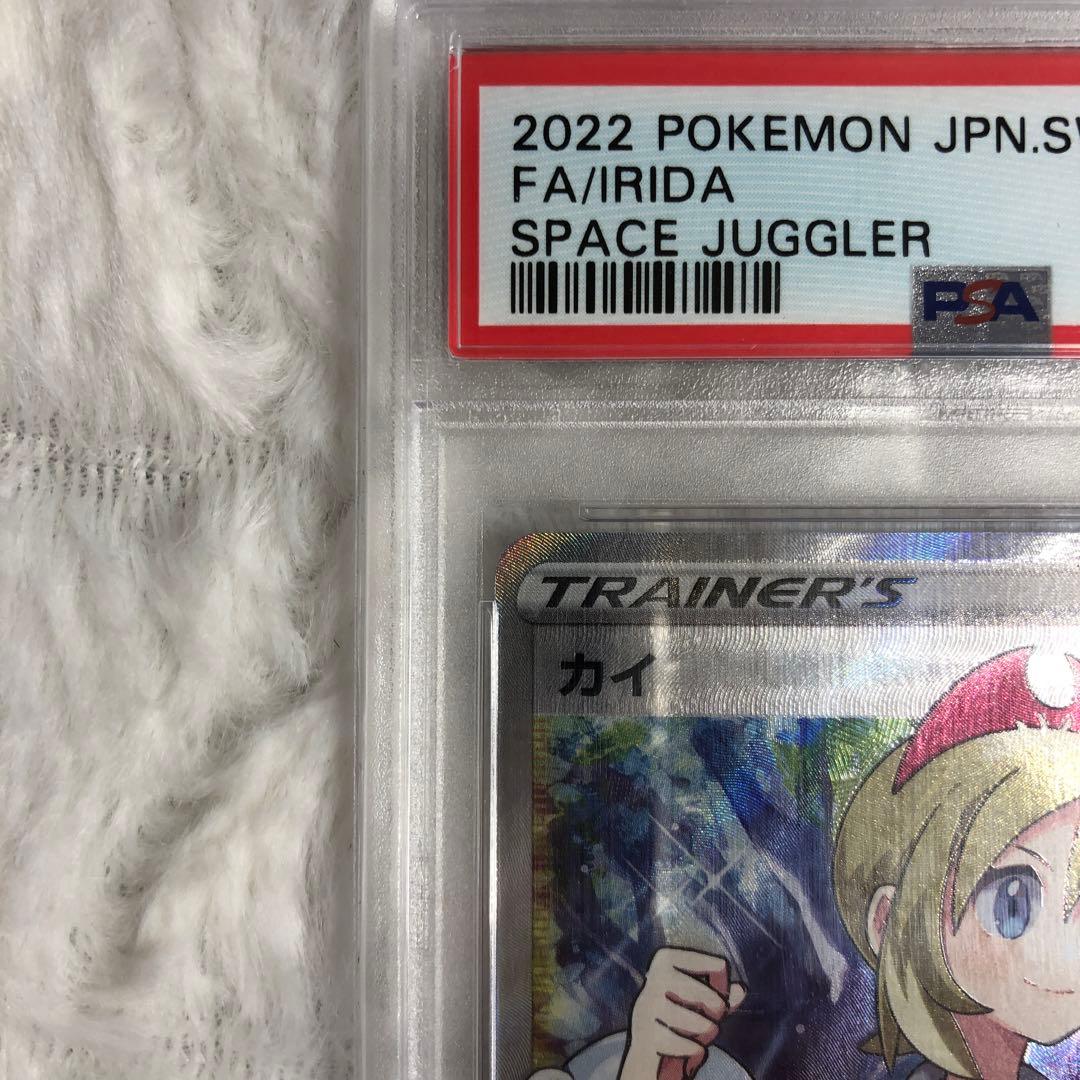 2022 POKEMON JPN.SW
FA/IRIDA
SPACE JUGGLER
PSA
TRAINER'S
カイ